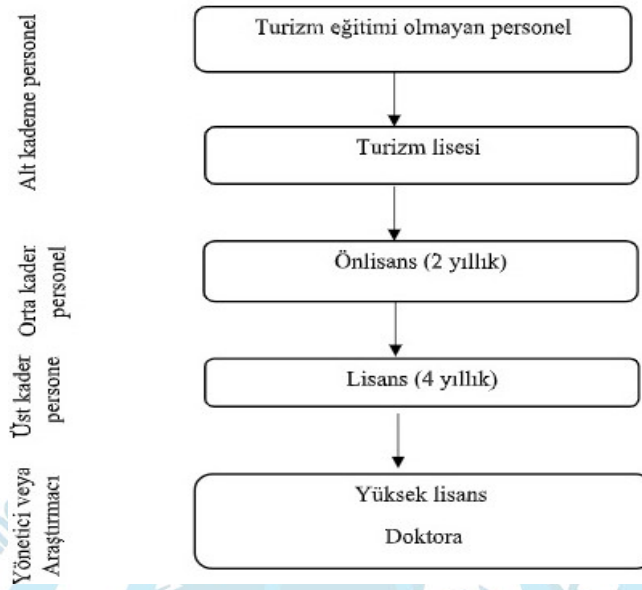 Alt kademe personel
Turizm eğitimi olmayan personel
Turizm lisesi
Orta kader
personel
Önlisans (2 yıllık)
Üst kader
persone
Lisans (4 yıllık)
Yönetici veya
Araştırmacı
Yüksek lisans
Doktora